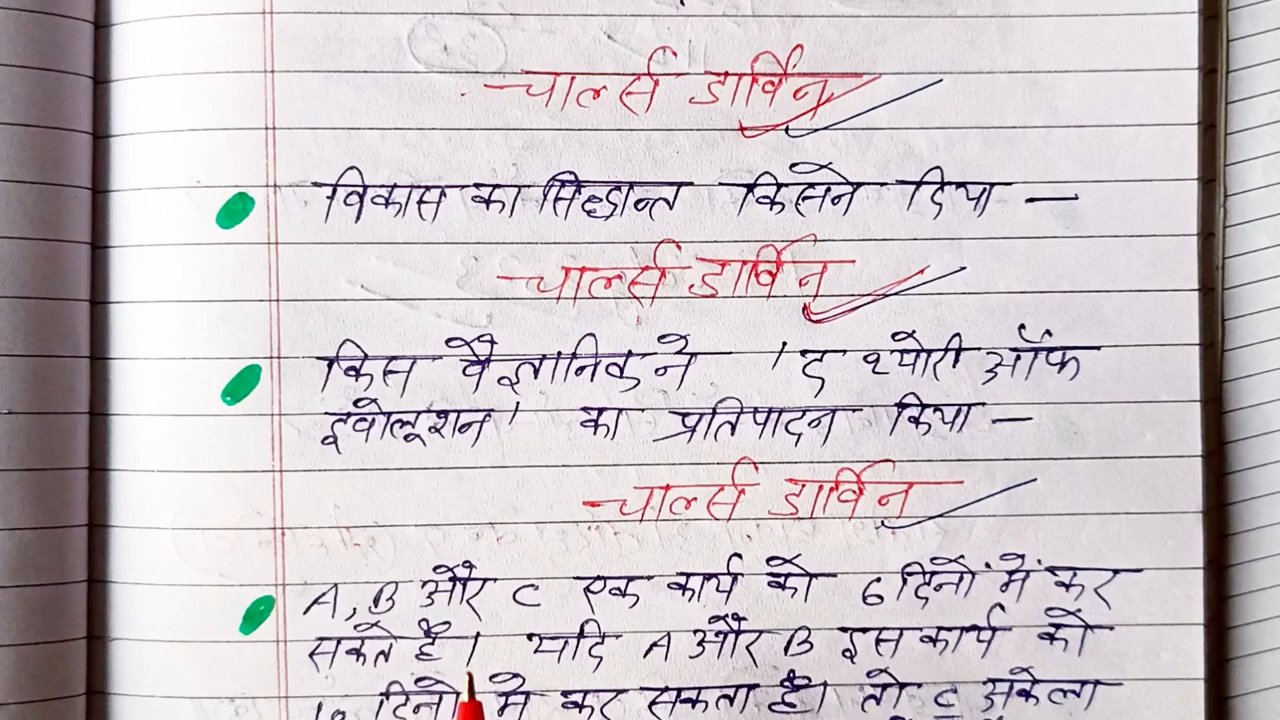 चार्ल्स डार्विन
विकास का सिद्धान्त किसने दिया –
चार्ल्स डार्विन
किस वैज्ञानिक ने 'द थ्योरी ऑफ
इवोलूशन' का प्रतिपादन किया –
चार्ल्स डार्विन
A, B और C एक कार्य को 6 दिनों में कर
सकते हैं। यदि A और B इस कार्य को
दिनों में कर सकता है। तो C अकेला